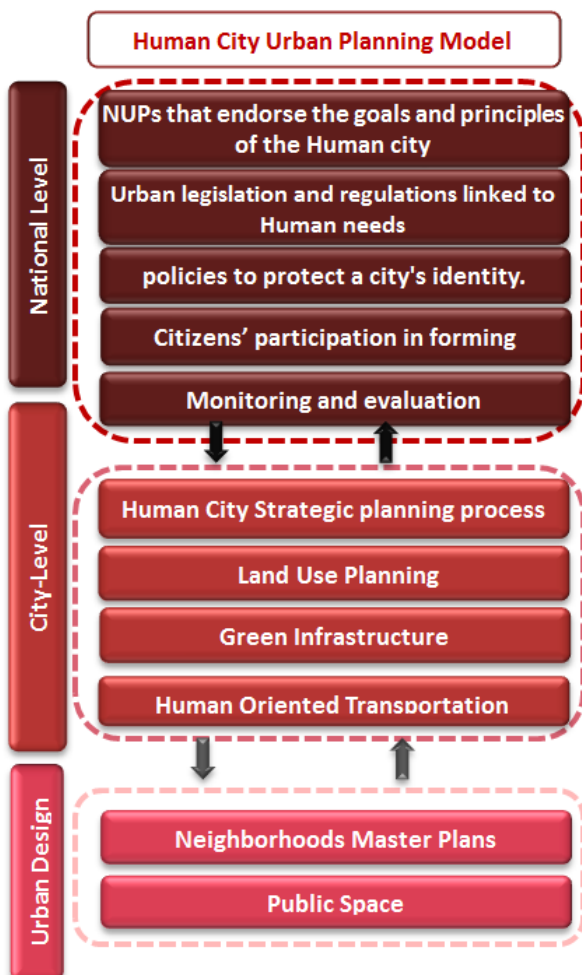 Human City Urban Planning Model
National Level
NUPs that endorse the goals and principles
of the Human city
Urban legislation and regulations linked to
Human needs
policies to protect a city's identity.
Citizens’ participation in forming
Monitoring and evaluation
City-Level
Human City Strategic planning process
Land Use Planning
Green Infrastructure
Human Oriented Transportation
Urban Design
Neighborhoods Master Plans
Public Space